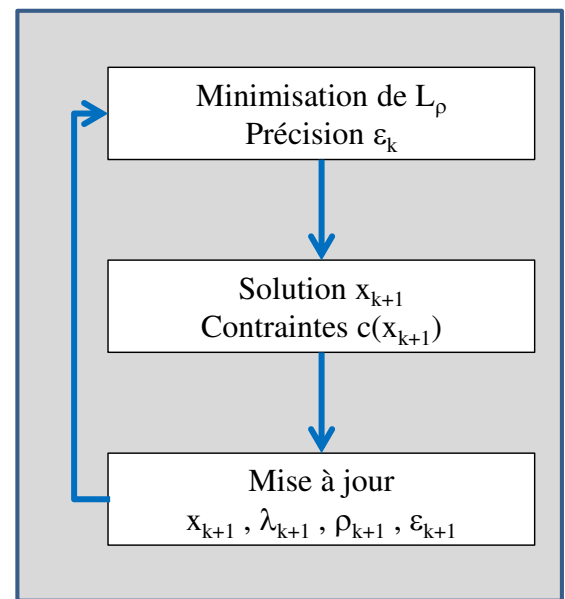 Minimisation de Lρ
Précision εk
Solution xk+1
Contraintes c(xk+1)
Mise à jour
xk+1 , λk+1 , ρk+1 , εk+1